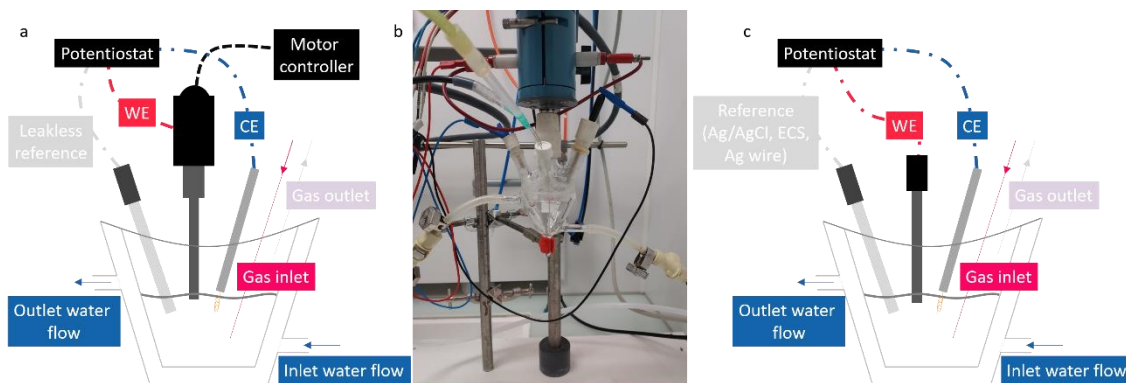 a
Potentiostat
Motor
controller
WE
CE
Leakless
reference
Gas outlet
Gas inlet
Outlet water
flow
Inlet water flow
b
c
Potentiostat
Reference
(Ag/AgCl, ECS,
Ag wire)
WE
CE
Gas outlet
Gas inlet
Outlet water
flow
Inlet water flow